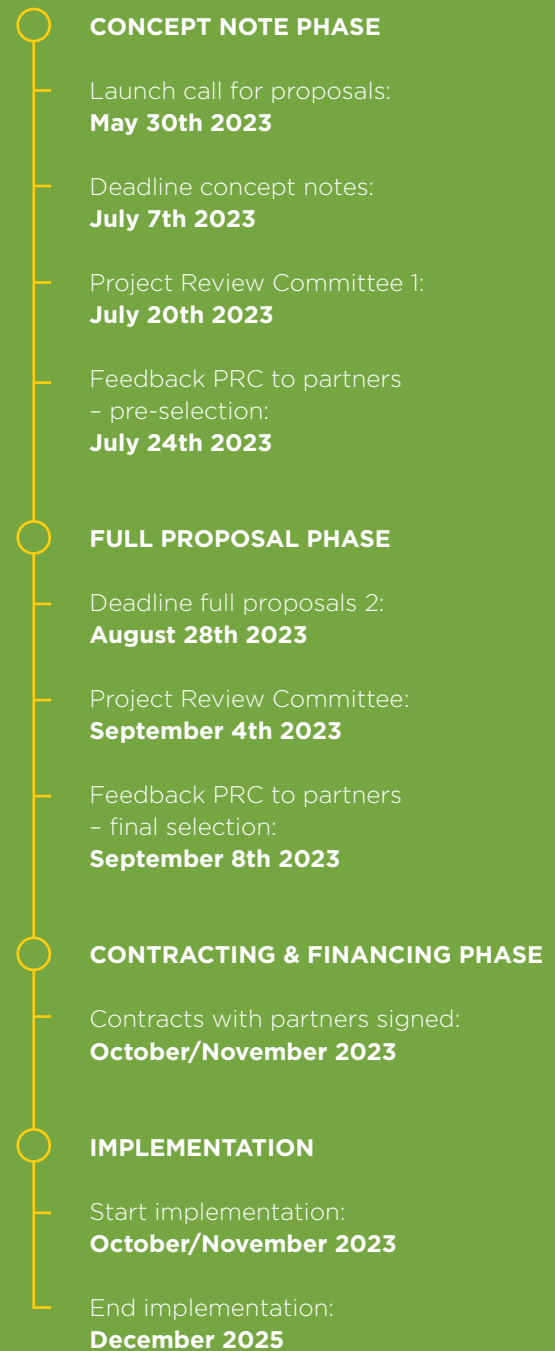 CONCEPT NOTE PHASE
Launch call for proposals:
May 30th 2023
Deadline concept notes:
July 7th 2023
Project Review Committee 1:
July 20th 2023
Feedback PRC to partners
– pre-selection:
July 24th 2023
FULL PROPOSAL PHASE
Deadline full proposals 2:
August 28th 2023
Project Review Committee:
September 4th 2023
Feedback PRC to partners
– final selection:
September 8th 2023
CONTRACTING & FINANCING PHASE
Contracts with partners signed:
October/November 2023
IMPLEMENTATION
Start implementation:
October/November 2023
End implementation:
December 2025